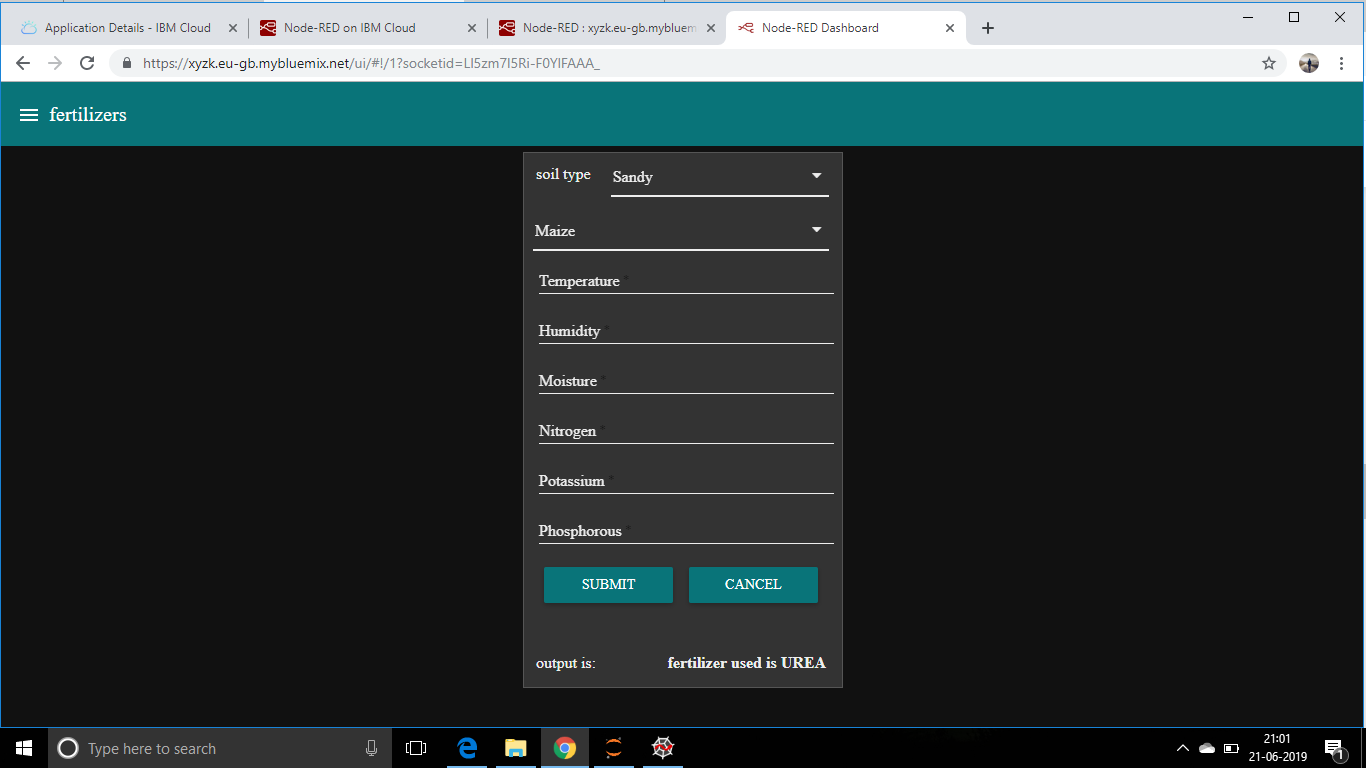 Application Details - IBM Cloud
Node-RED on IBM Cloud
Node-RED : xyzk.eu-gb.mybluem
Node-RED Dashboard
https://xyzk.eu-gb.mybluemix.net/ui/#!/1?socketid=LI5zm7I5Ri-F0YIFAAA_
fertilizers
soil type Sandy
Maize
Temperature *
Humidity *
Moisture *
Nitrogen *
Potassium *
Phosphorous *
SUBMIT CANCEL
output is: fertilizer used is UREA
Type here to search
21:01
21-06-2019
1